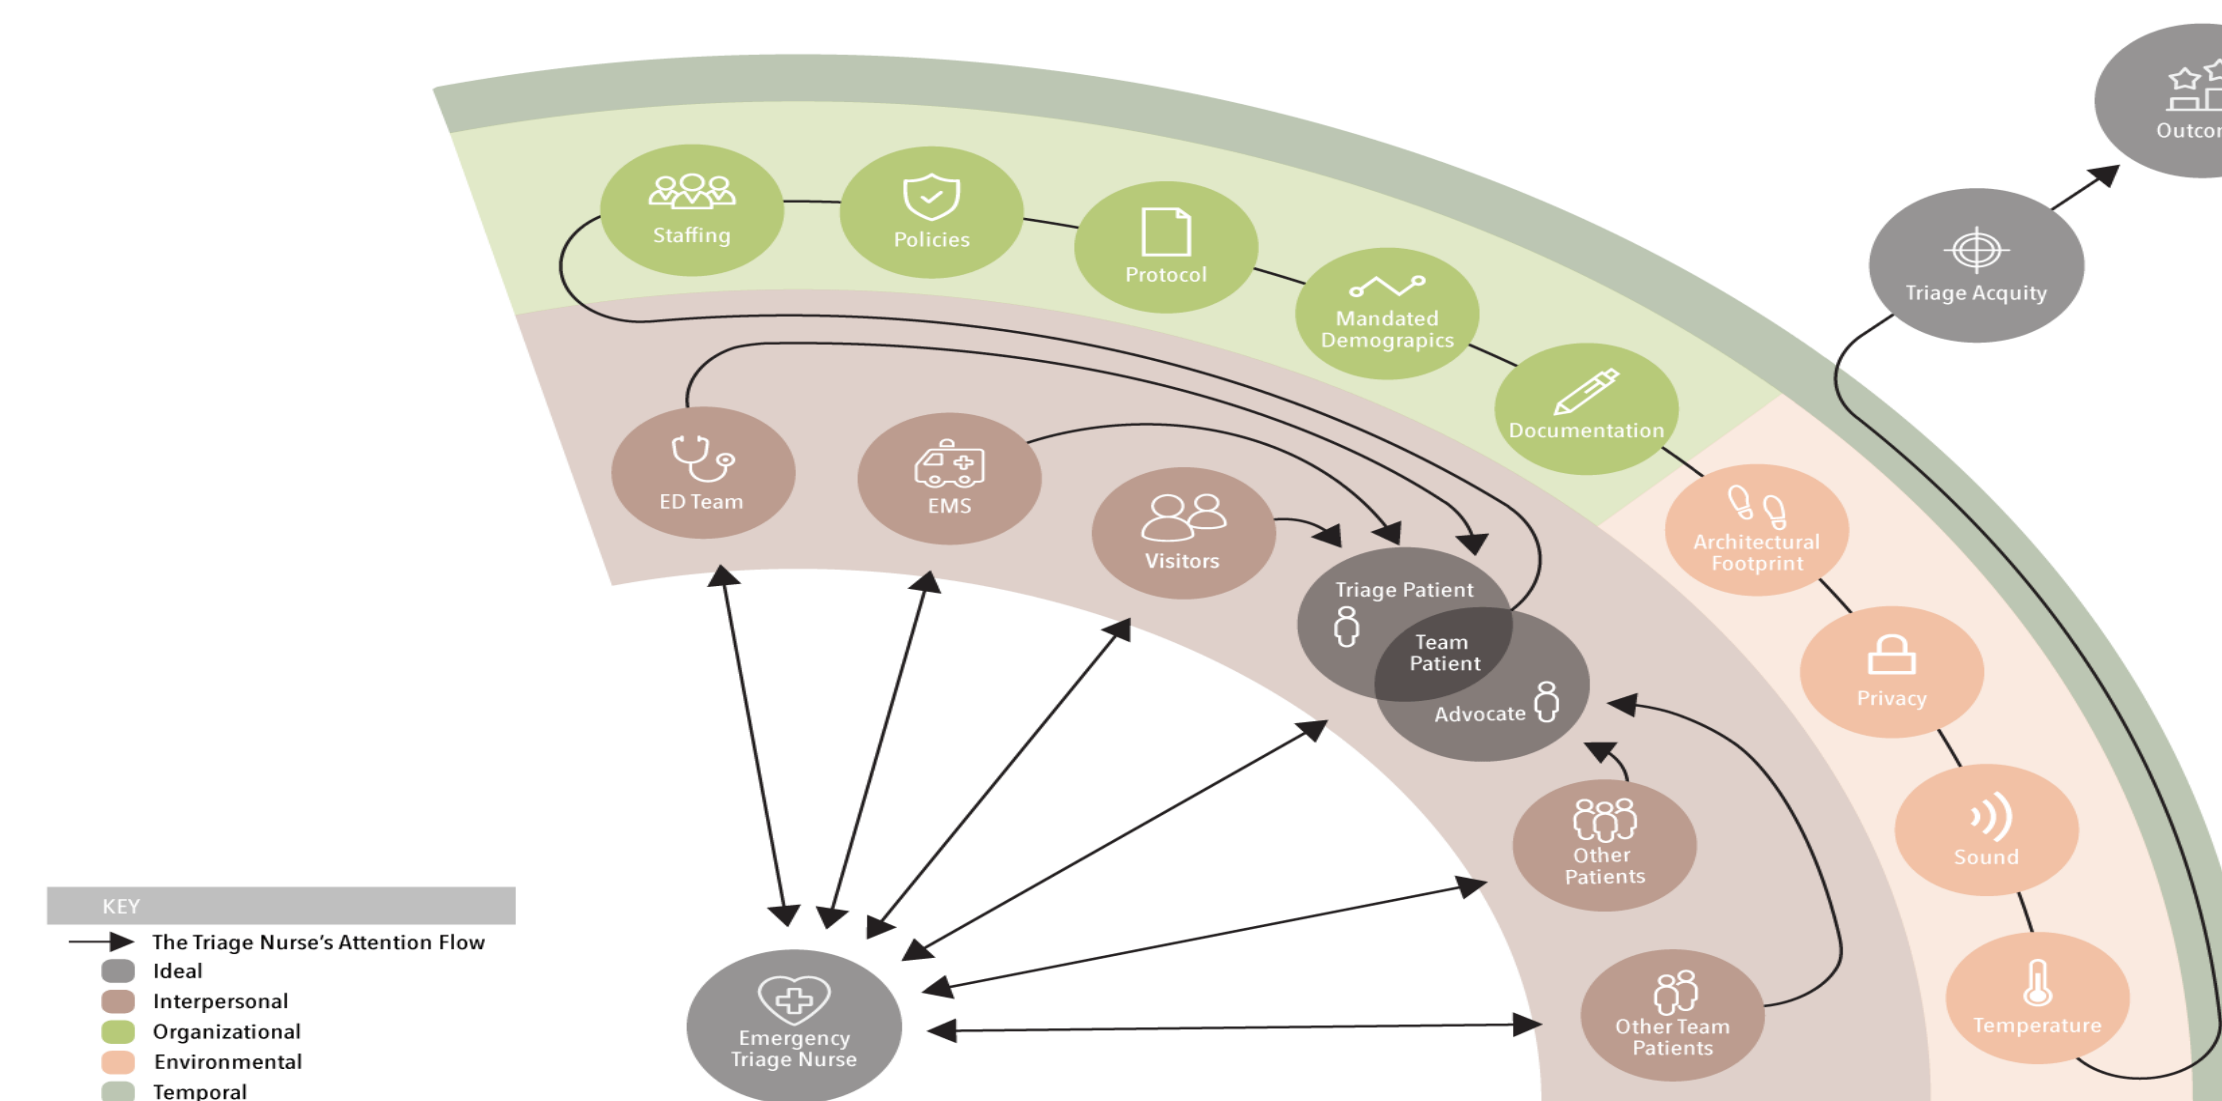 Outcor
Triage Acquity
Staffing
Policies
Protocol
Mandated
Demograpics
Documentation
Architectural
Footprint
Privacy
Sound
Temperature
ED Team
EMS
Visitors
Triage Patient
Team
Patient
Advocate
Other
Patients
Other Team
Patients
Emergency
Triage Nurse
KEY
The Triage Nurse’s Attention Flow
Ideal
Interpersonal
Organizational
Environmental
Temporal